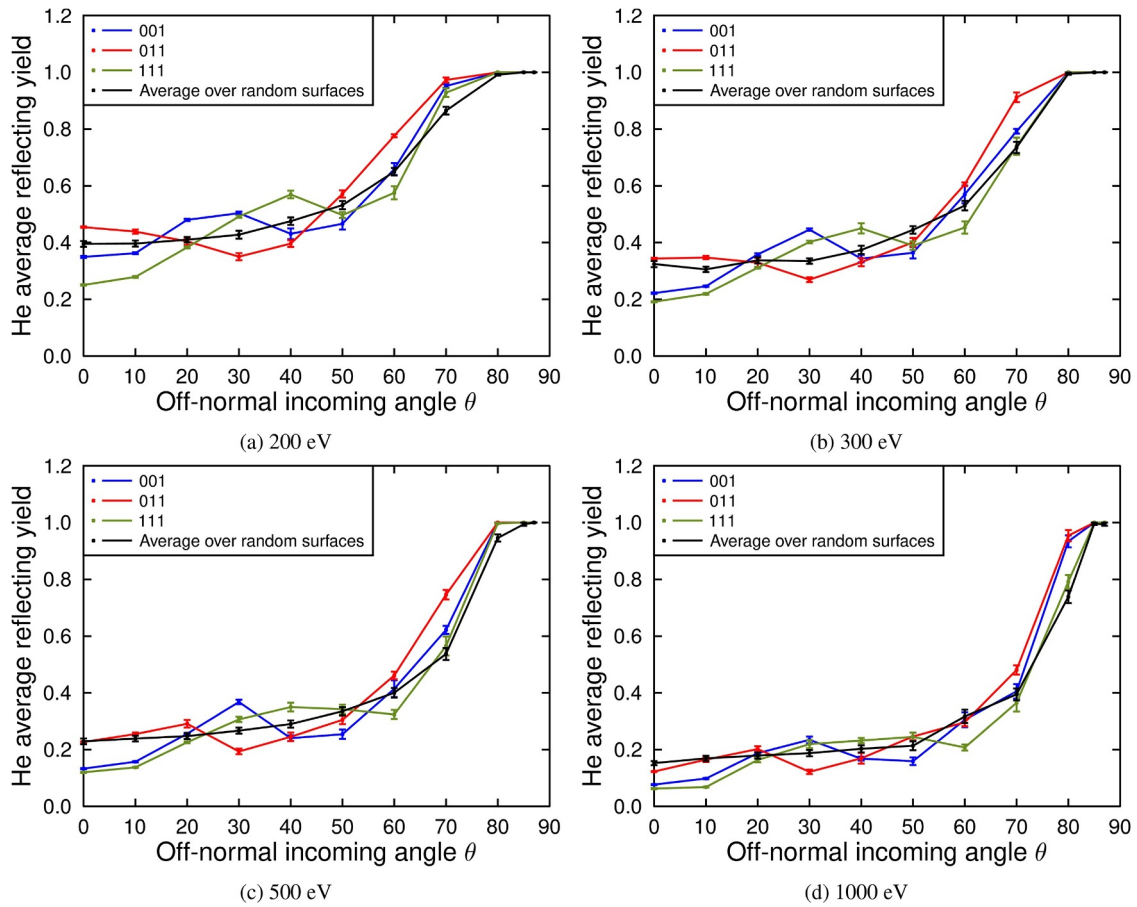 He average reflecting yield
1.2
1.0
0.8
0.6
0.4
0.2
0.0
001
011
111
Average over random surfaces
0 10 20 30 40 50 60 70 80 90
Off-normal incoming angle θ
(a) 200 eV
He average reflecting yield
1.2
1.0
0.8
0.6
0.4
0.2
0.0
001
011
111
Average over random surfaces
0 10 20 30 40 50 60 70 80 90
Off-normal incoming angle θ
(b) 300 eV
He average reflecting yield
1.2
1.0
0.8
0.6
0.4
0.2
0.0
001
011
111
Average over random surfaces
0 10 20 30 40 50 60 70 80 90
Off-normal incoming angle θ
(c) 500 eV
He average reflecting yield
1.2
1.0
0.8
0.6
0.4
0.2
0.0
001
011
111
Average over random surfaces
0 10 20 30 40 50 60 70 80 90
Off-normal incoming angle θ
(d) 1000 eV